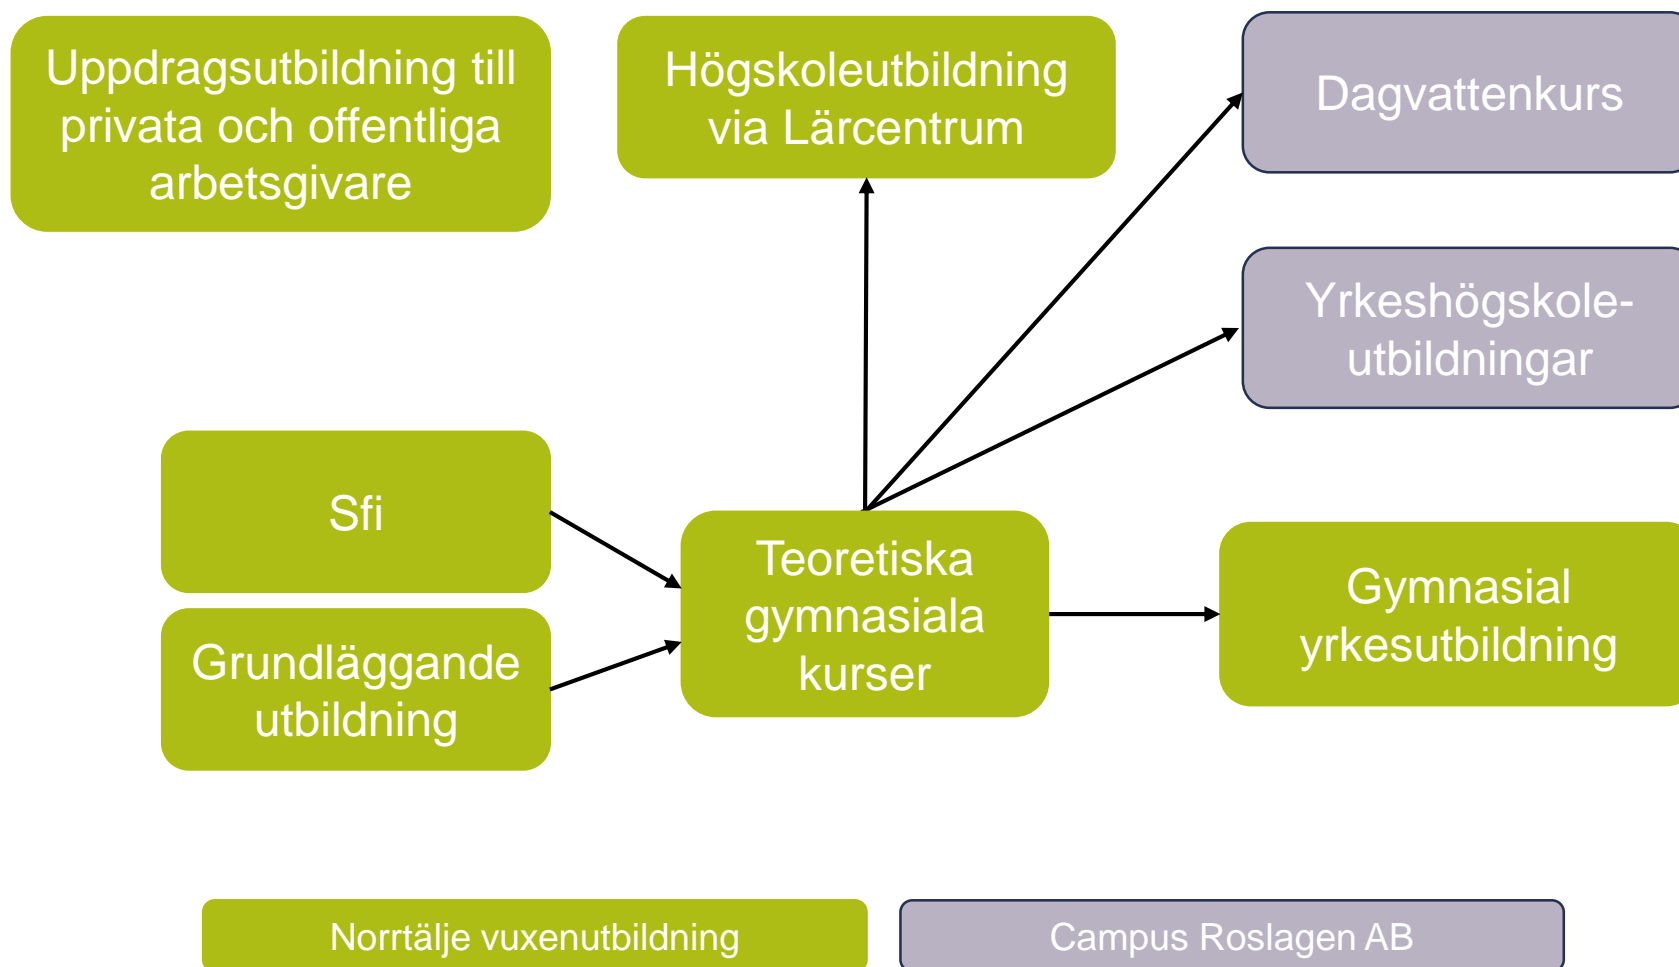 Uppdragsutbildning till
privata och offentliga
arbetsgivare
Högskoleutbildning
via Lärcentrum
Dagvattenkurs
Yrkeshögskole-
utbildningar
Sfi
Grundläggande
utbildning
Teoretiska
gymnasiala
kurser
Gymnasial
yrkesutbildning
Norrtälje vuxenutbildning
Campus Roslagen AB